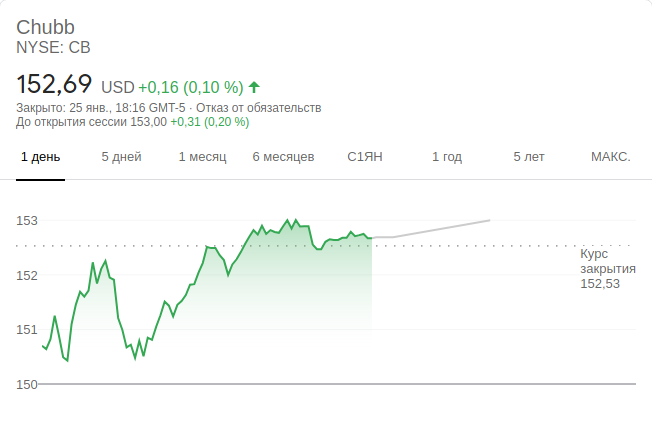 Chubb
NYSE: CB
152,69 USD +0,16 (0,10 %)
Закрыто: 25 янв., 18:16 GMT-5 · Отказ от обязательств
До открытия сессии 153,00 +0,31 (0,20 %)
1 день 5 дней 1 месяц 6 месяцев С1ЯН 1 год 5 лет МАКС.
153
152
151
150
Курс
закрытия
152,53